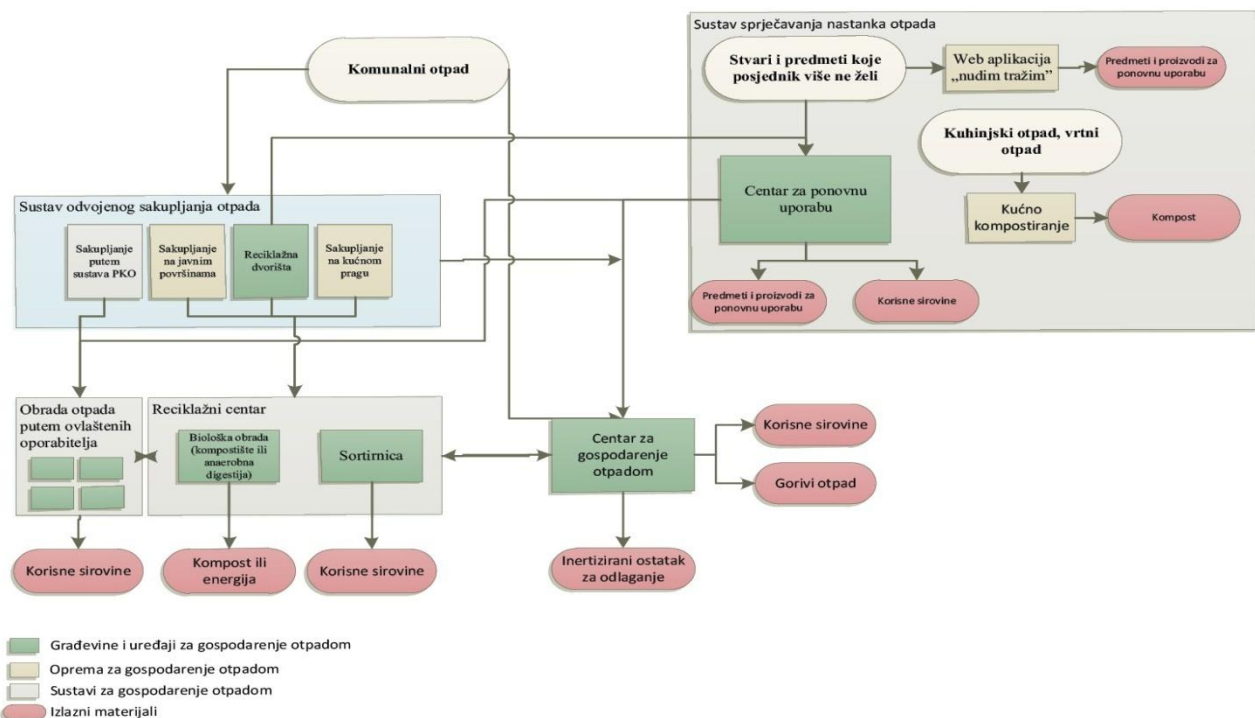 Sustav sprječavanja nastanka otpada
Komunalni otpad
Stvari i predmeti koje
posjednik više ne želi
Web aplikacija
„nudim tražim”
Predmeti i proizvodi za
ponovnu uporabu
Kuhinjski otpad, vrtni
otpad
Centar za ponovnu
uporabu
Kućno
kompostiranje
Kompost
Predmeti i proizvodi za
ponovnu uporabu
Korisne sirovine
Sustav odvojenog sakupljanja otpada
Sakupljanje
putem
sustava PKO
Sakupljanje
na javnim
površinama
Reciklažna
dvorišta
Sakupljanje
na kućnom
pragu
Obrada otpada
putem ovlaštenih
oporabitelja
Reciklažni centar
Biološka obrada
(kompostište ili
anaerobna
digestija)
Sortirnica
Centar za
gospodarenje
otpadom
Korisne sirovine
Gorivi otpad
Korisne sirovine
Kompost ili
energija
Korisne sirovine
Inertizirani ostatak
za odlaganje
Građevine i uređaji za gospodarenje otpadom
Oprema za gospodarenje otpadom
Sustavi za gospodarenje otpadom
Izlazni materijali